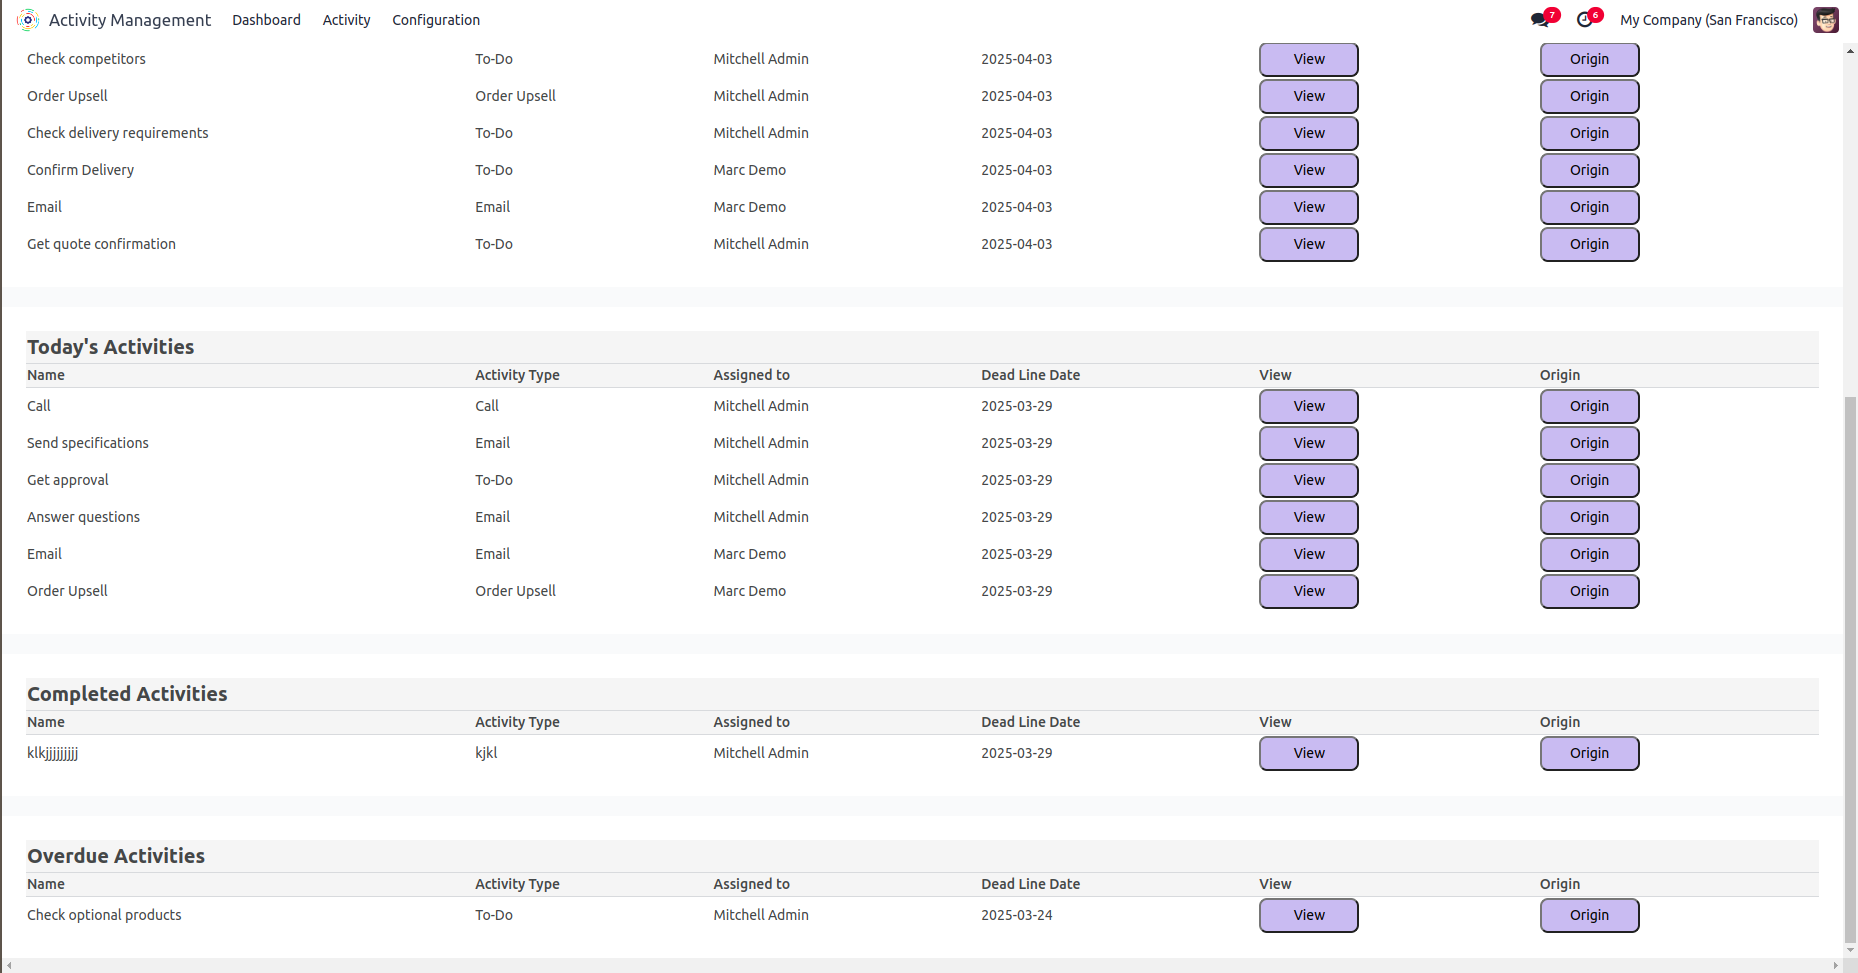 Activity Management Dashboard Activity Configuration 7 6 My Company (San Francisco)
Check competitors To-Do Mitchell Admin 2025-04-03 View Origin
Order Upsell Order Upsell Mitchell Admin 2025-04-03 View Origin
Check delivery requirements To-Do Mitchell Admin 2025-04-03 View Origin
Confirm Delivery To-Do Marc Demo 2025-04-03 View Origin
Email Email Marc Demo 2025-04-03 View Origin
Get quote confirmation To-Do Mitchell Admin 2025-04-03 View Origin
Today's Activities
Name Activity Type Assigned to Dead Line Date View Origin
Call Call Mitchell Admin 2025-03-29 View Origin
Send specifications Email Mitchell Admin 2025-03-29 View Origin
Get approval To-Do Mitchell Admin 2025-03-29 View Origin
Answer questions Email Mitchell Admin 2025-03-29 View Origin
Email Email Marc Demo 2025-03-29 View Origin
Order Upsell Order Upsell Marc Demo 2025-03-29 View Origin
Completed Activities
Name Activity Type Assigned to Dead Line Date View Origin
klkjjjjjjjjj kjkl Mitchell Admin 2025-03-29 View Origin
Overdue Activities
Name Activity Type Assigned to Dead Line Date View Origin
Check optional products To-Do Mitchell Admin 2025-03-24 View Origin